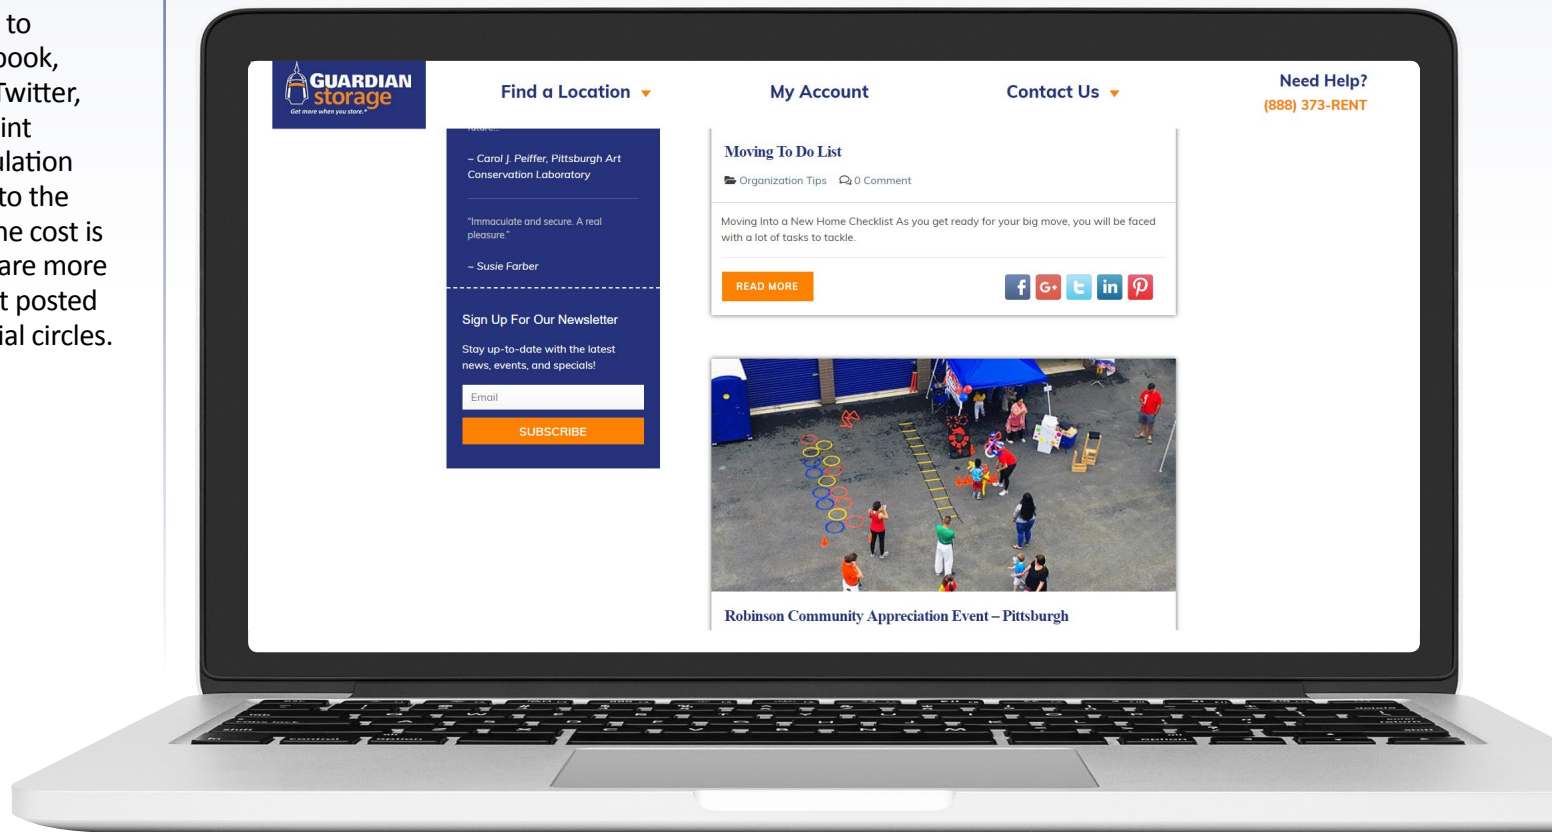 to
book,
Twitter,
int
ulation
to the
ne cost is
are more
t posted
ial circles.
GUARDIAN
storage
Get more when you store.®
Find a Location
My Account
Contact Us
Need Help?
(888) 373-RENT
future...
~ Carol J. Peiffer, Pittsburgh Art
Conservation Laboratory
"Immaculate and secure. A real
pleasure."
~ Susie Farber
Sign Up For Our Newsletter
Stay up-to-date with the latest
news, events, and specials!
Email
SUBSCRIBE
Moving To Do List
Organization Tips 0 Comment
Moving Into a New Home Checklist As you get ready for your big move, you will be faced
with a lot of tasks to tackle.
READ MORE
f G+ t in P
Robinson Community Appreciation Event – Pittsburgh